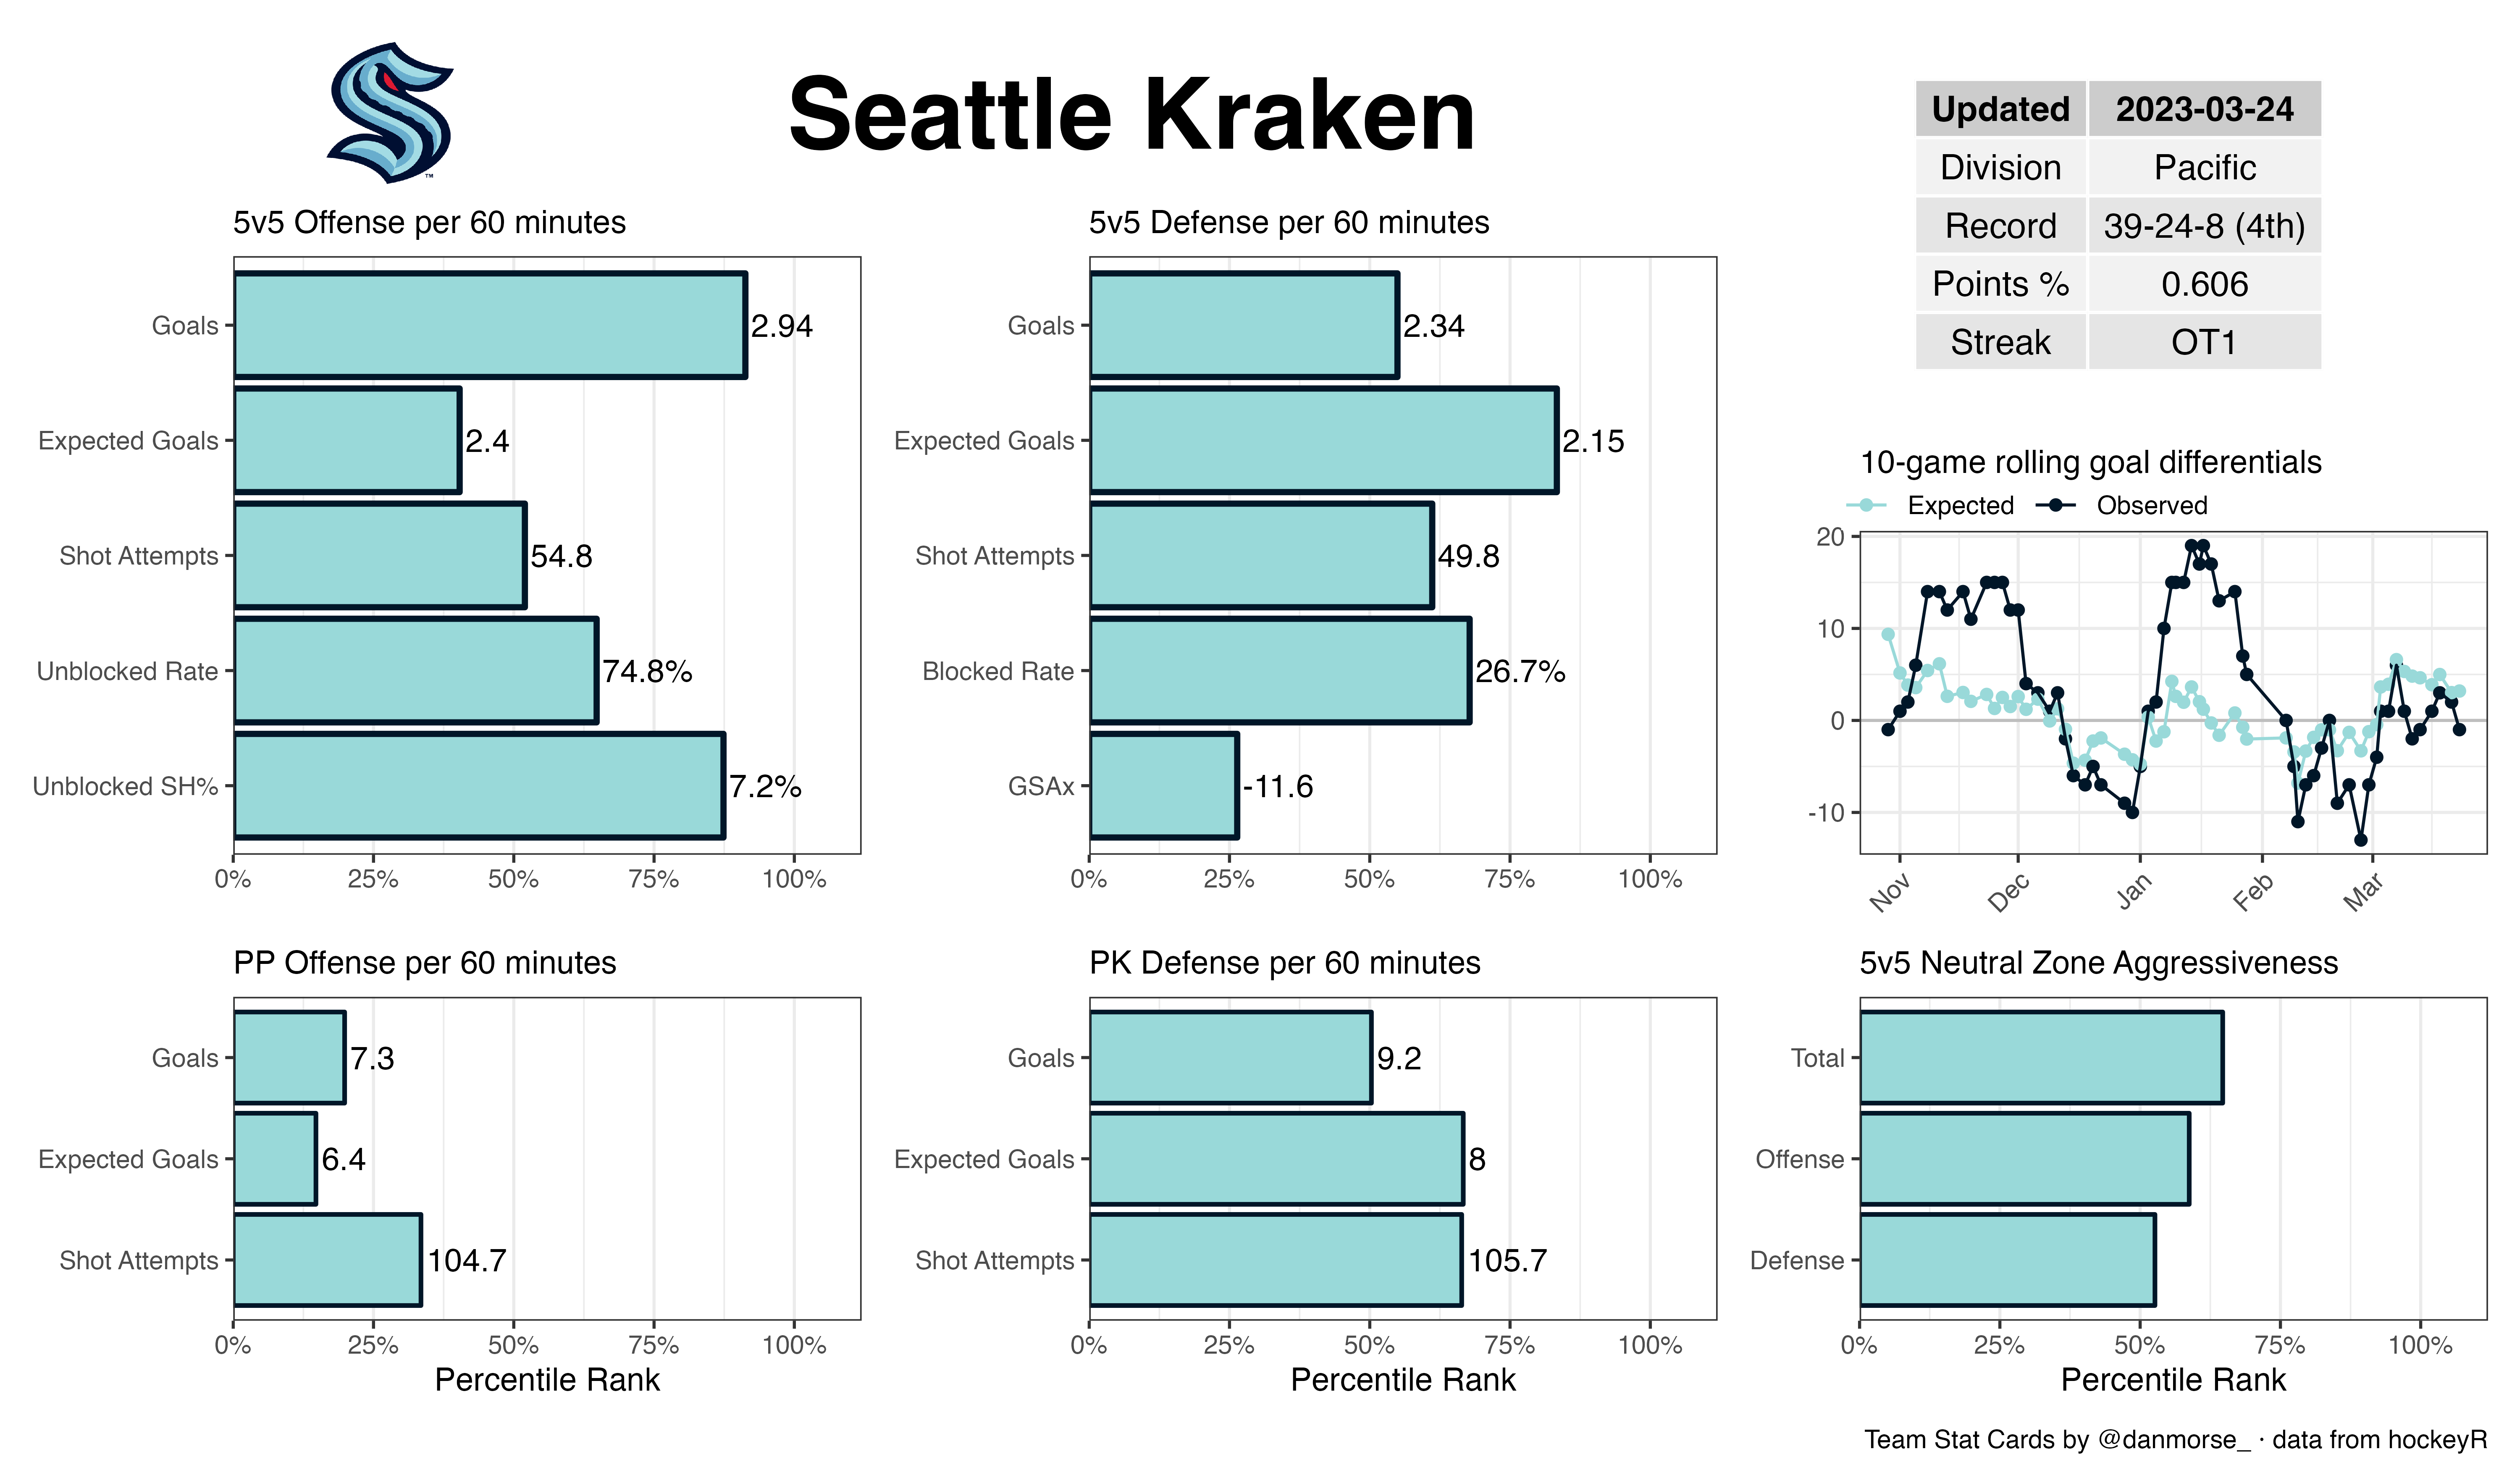 Seattle Kraken
™
Updated 2023-03-24
Division Pacific
Record 39-24-8 (4th)
Points % 0.606
Streak OT1
5v5 Offense per 60 minutes
Goals 2.94
Expected Goals 2.4
Shot Attempts 54.8
Unblocked Rate 74.8%
Unblocked SH% 7.2%
0% 25% 50% 75% 100%
5v5 Defense per 60 minutes
Goals 2.34
Expected Goals 2.15
Shot Attempts 49.8
Blocked Rate 26.7%
GSAx -11.6
0% 25% 50% 75% 100%
10-game rolling goal differentials
Expected Observed
20
10
0
-10
Nov Dec Jan Feb Mar
PP Offense per 60 minutes
Goals 7.3
Expected Goals 6.4
Shot Attempts 104.7
0% 25% 50% 75% 100%
Percentile Rank
PK Defense per 60 minutes
Goals 9.2
Expected Goals 8
Shot Attempts 105.7
0% 25% 50% 75% 100%
Percentile Rank
5v5 Neutral Zone Aggressiveness
Total
Offense
Defense
0% 25% 50% 75% 100%
Percentile Rank
Team Stat Cards by @danmorse_ · data from hockeyR